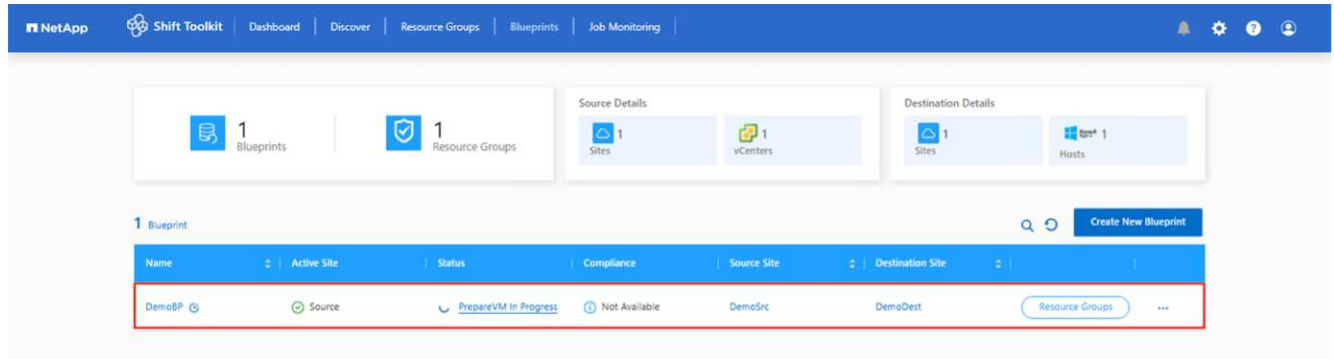 NetApp Shift Toolkit Dashboard Discover Resource Groups Blueprints Job Monitoring
Source Details Destination Details
1 1 1 1 1 1
Blueprints Resource Groups Sites vCenters Sites Hosts
1 Blueprint Create New Blueprint
Name Active Site Status Compliance Source Site Destination Site
DemoBP Source PrepareVM In Progress Not Available DemoSrc DemoDest Resource Groups ...